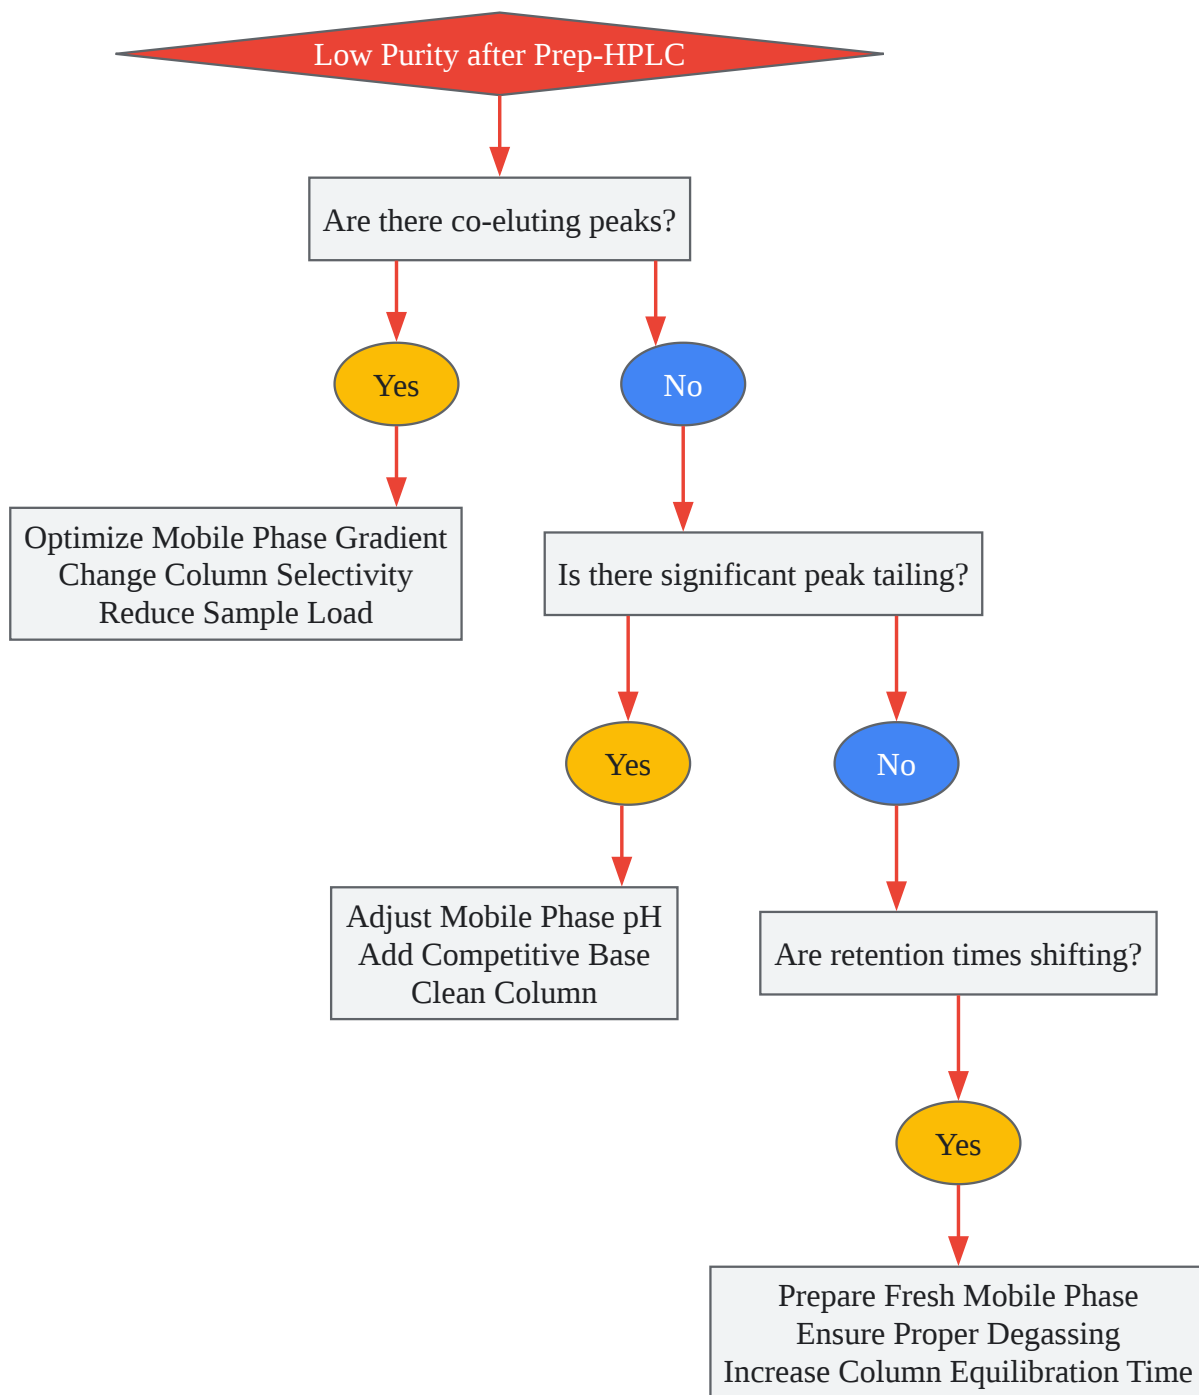 Low Purity after Prep-HPLC
Are there co-eluting peaks?
Yes
No
Optimize Mobile Phase Gradient
Change Column Selectivity
Reduce Sample Load
Is there significant peak tailing?
Yes
No
Adjust Mobile Phase pH
Add Competitive Base
Clean Column
Are retention times shifting?
Yes
Prepare Fresh Mobile Phase
Ensure Proper Degassing
Increase Column Equilibration Time